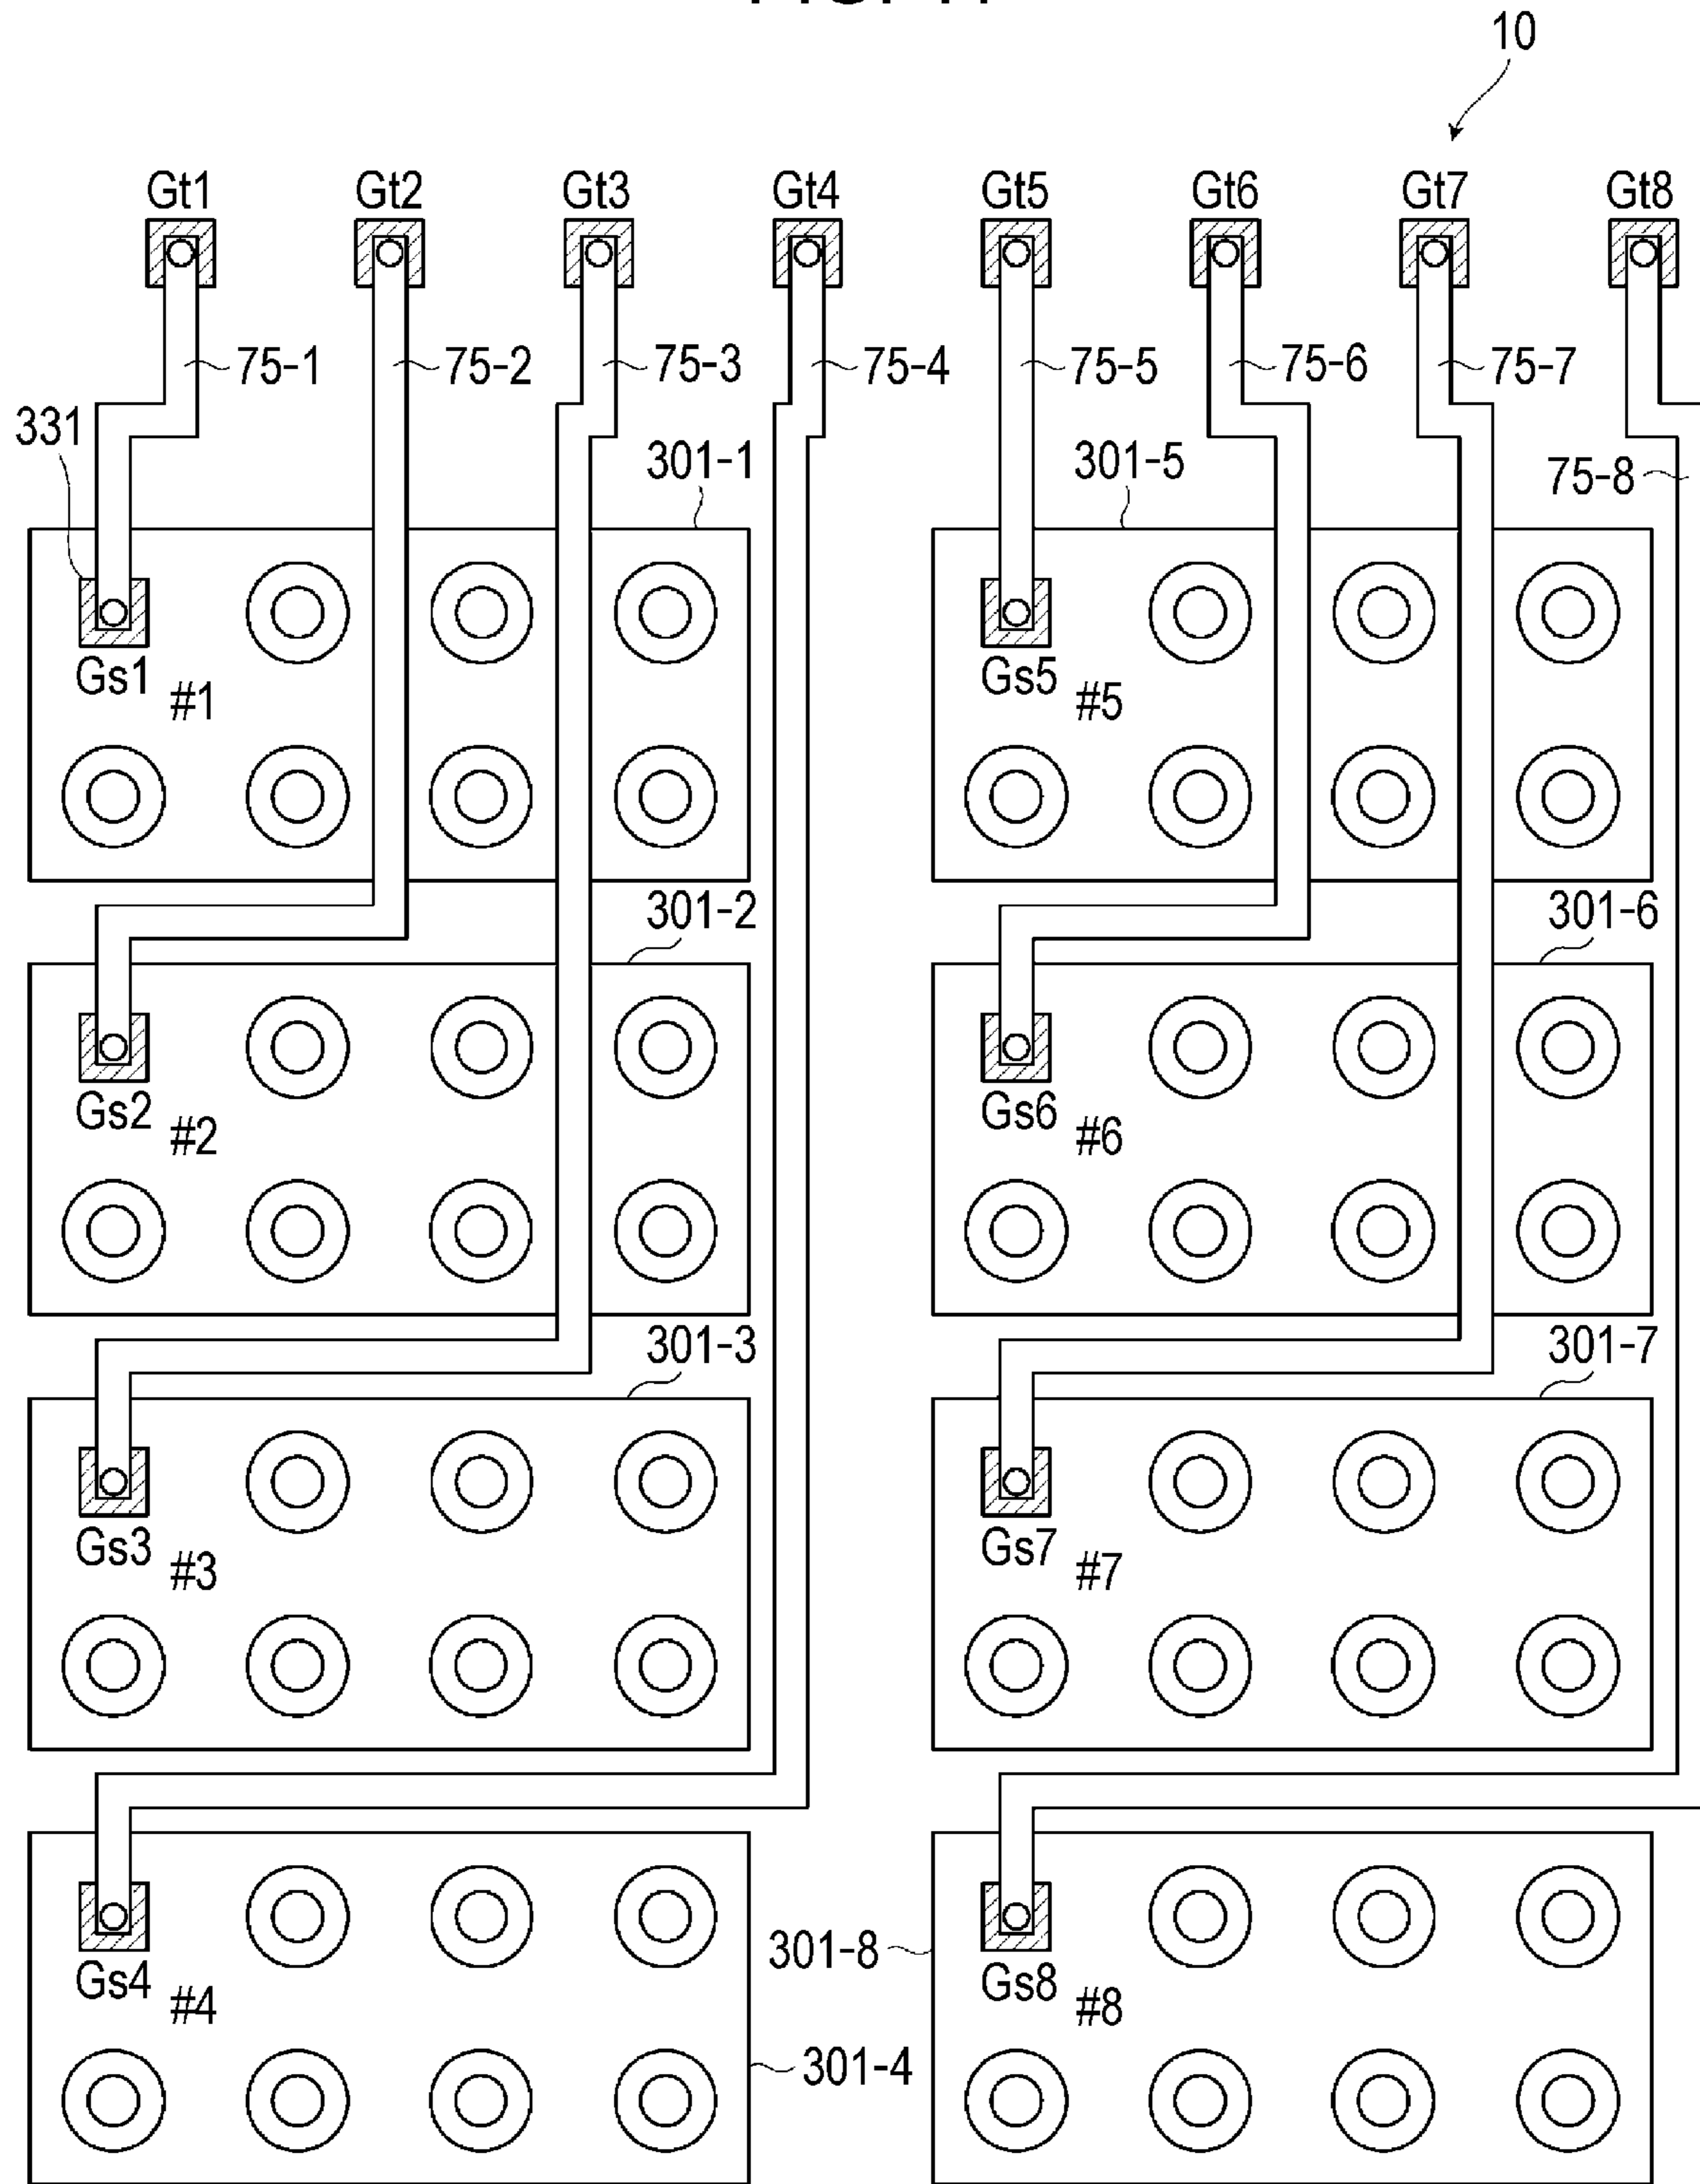 10
Gt1 Gt2 Gt3 Gt4 Gt5 Gt6 Gt7 Gt8
75-1 75-2 75-3 75-4 75-5 75-6 75-7
331
301-1 301-5 75-8
Gs1 #1 Gs5 #5
301-2 301-6
Gs2 #2 Gs6 #6
301-3 301-7
Gs3 #3 Gs7 #7
301-8
Gs4 #4 Gs8 #8
301-4